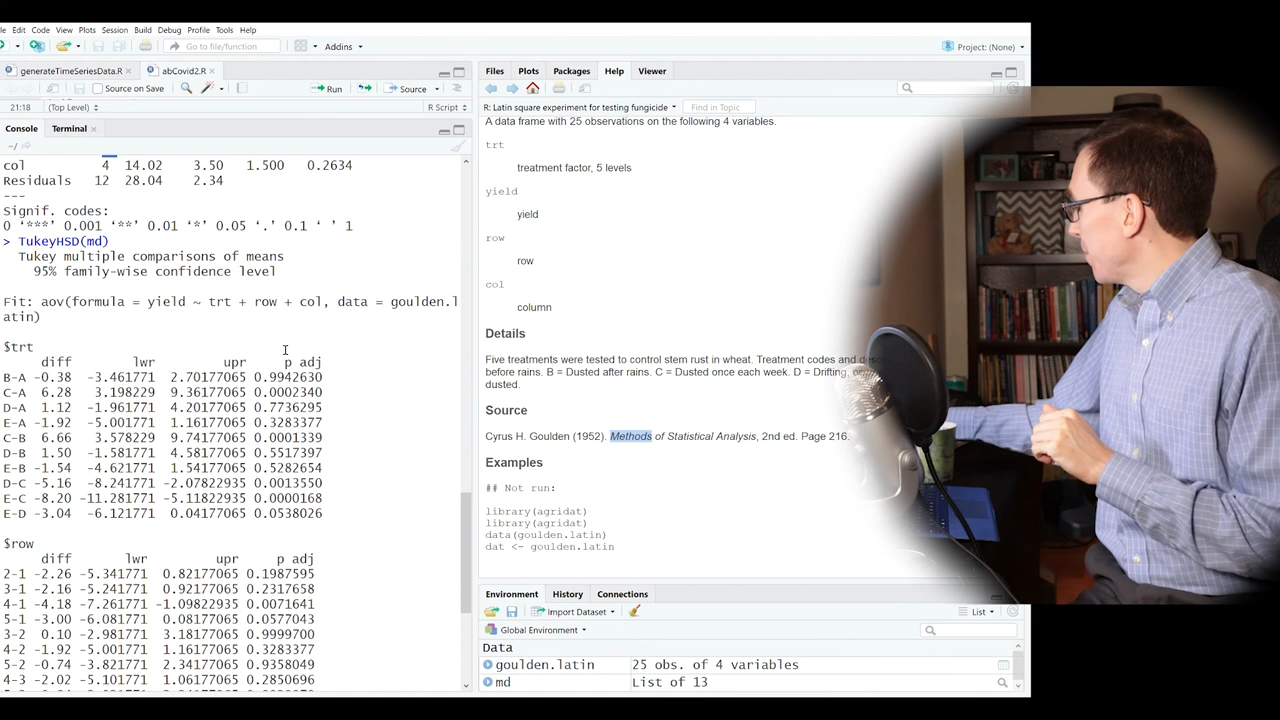 le Edit Code View Plots Session Build Debug Profile Tools Help
Go to file/function Addins Project: (None)
generateTimeSeriesData.R abCovid2.R
Source on Save Run Source
21:18 (Top Level) R Script
Console Terminal
~/
col 4 14.02 3.50 1.500 0.2634
Residuals 12 28.04 2.34
---
Signif. codes:
0 ‘***’ 0.001 ‘**’ 0.01 ‘*’ 0.05 ‘.’ 0.1 ‘ ’ 1
> TukeyHSD(md)
Tukey multiple comparisons of means
95% family-wise confidence level
Fit: aov(formula = yield ~ trt + row + col, data = goulden.l
atin)
$trt
diff lwr upr p adj
B-A -0.38 -3.461771 2.70177065 0.9942630
C-A 6.28 3.198229 9.36177065 0.0002340
D-A 1.12 -1.961771 4.20177065 0.7736295
E-A -1.92 -5.001771 1.16177065 0.3283377
C-B 6.66 3.578229 9.74177065 0.0001339
D-B 1.50 -1.581771 4.58177065 0.5517397
E-B -1.54 -4.621771 1.54177065 0.5282654
D-C -5.16 -8.241771 -2.07822935 0.0013550
E-C -8.20 -11.281771 -5.11822935 0.0000168
E-D -3.04 -6.121771 0.04177065 0.0538026
$row
diff lwr upr p adj
2-1 -2.26 -5.341771 0.82177065 0.1987595
3-1 -2.16 -5.241771 0.92177065 0.2317658
4-1 -4.18 -7.261771 -1.09822935 0.0071641
5-1 -3.00 -6.081771 0.08177065 0.0577048
3-2 0.10 -2.981771 3.18177065 0.9999700
4-2 -1.92 -5.001771 1.16177065 0.3283377
5-2 -0.74 -3.821771 2.34177065 0.9358047
4-3 -2.02 -5.101771 1.06177065 0.2850696
Files Plots Packages Help Viewer
R: Latin square experiment for testing fungicide Find in Topic
A data frame with 25 observations on the following 4 variables.
trt
treatment factor, 5 levels
yield
yield
row
row
col
column
Details
Five treatments were tested to control stem rust in wheat. Treatment codes and
before rains. B = Dusted after rains. C = Dusted once each week. D = Drifting,
dusted.
Source
Cyrus H. Goulden (1952). Methods of Statistical Analysis, 2nd ed. Page 216.
Examples
## Not run:
library(agridat)
library(agridat)
data(goulden.latin)
dat <- goulden.latin
Environment History Connections
Import Dataset List
Global Environment
Data
goulden.latin 25 obs. of 4 variables
md List of 13